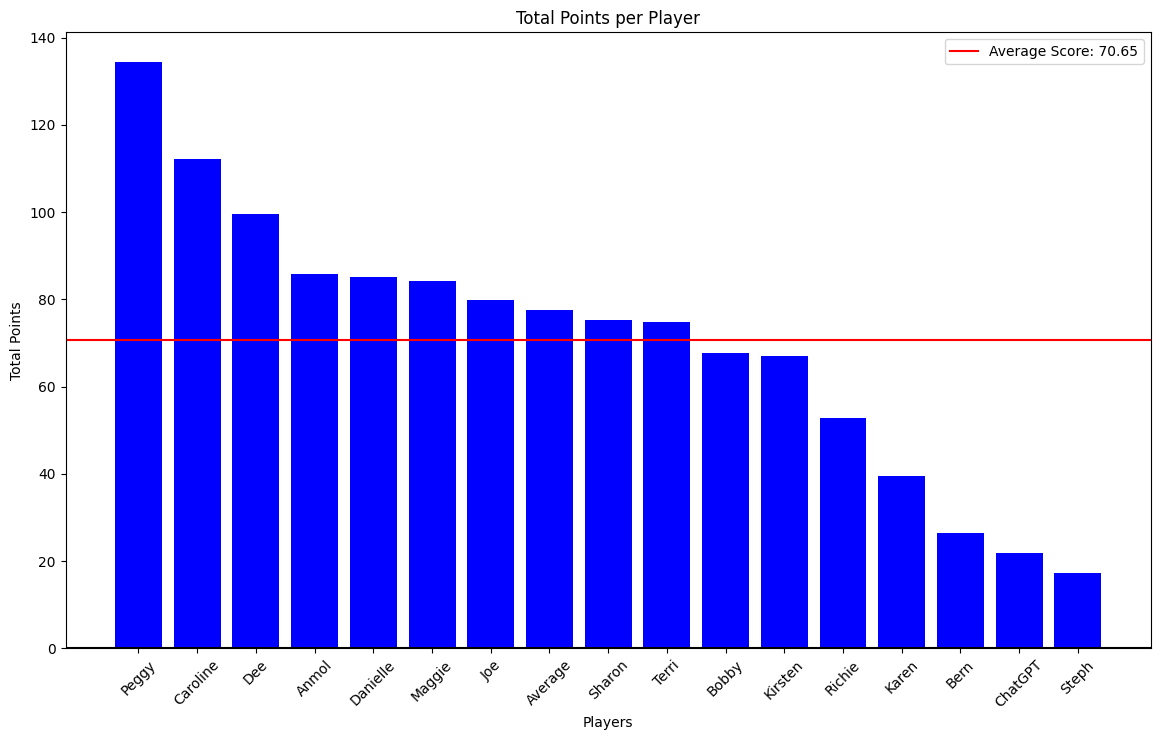 Total Points per Player
Average Score: 70.65
Total Points
140
120
100
80
60
40
20
0
Peggy
Caroline
Dee
Anmol
Danielle
Maggie
Joe
Average
Sharon
Terri
Bobby
Kirsten
Richie
Karen
Bern
ChatGPT
Steph
Players